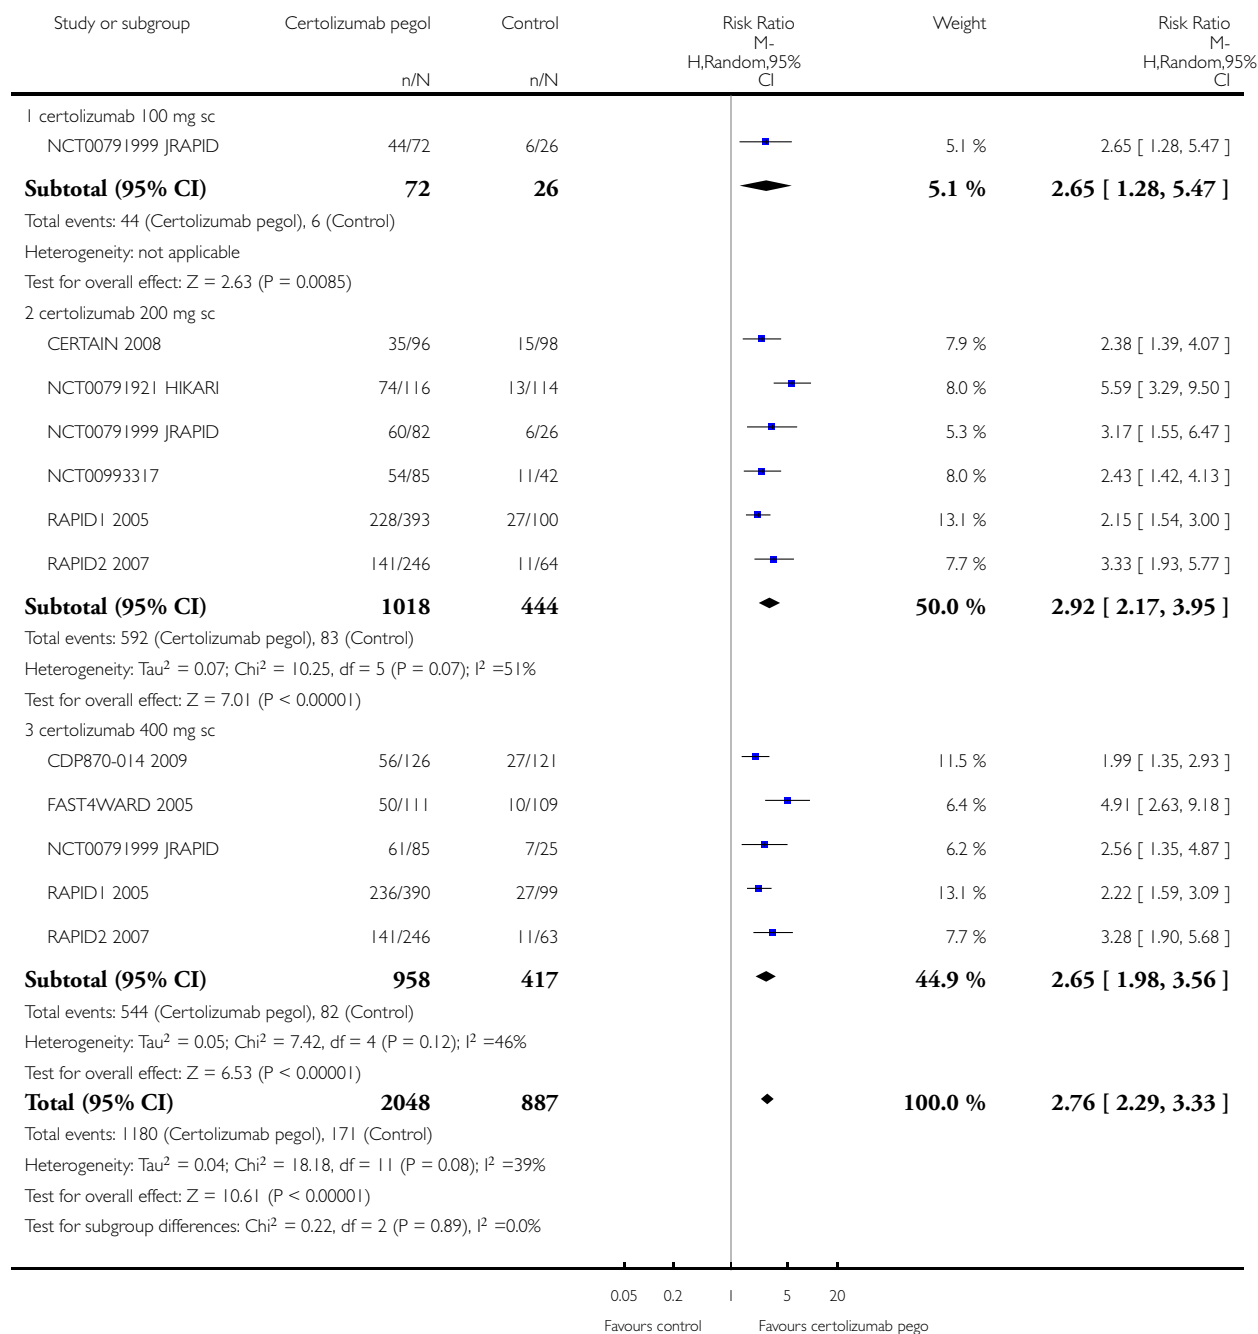 Study or subgroup Certolizumab pegol Control Risk Ratio Weight Risk Ratio
M- M-
H,Random,95% H,Random,95%
n/N n/N CI CI
1 certolizumab 100 mg sc
NCT00791999 JRAPID 44/72 6/26 5.1 % 2.65 [ 1.28, 5.47 ]
Subtotal (95% CI) 72 26 5.1 % 2.65 [ 1.28, 5.47 ]
Total events: 44 (Certolizumab pegol), 6 (Control)
Heterogeneity: not applicable
Test for overall effect: Z = 2.63 (P = 0.0085)
2 certolizumab 200 mg sc
CERTAIN 2008 35/96 15/98 7.9 % 2.38 [ 1.39, 4.07 ]
NCT00791921 HIKARI 74/116 13/114 8.0 % 5.59 [ 3.29, 9.50 ]
NCT00791999 JRAPID 60/82 6/26 5.3 % 3.17 [ 1.55, 6.47 ]
NCT00993317 54/85 11/42 8.0 % 2.43 [ 1.42, 4.13 ]
RAPID1 2005 228/393 27/100 13.1 % 2.15 [ 1.54, 3.00 ]
RAPID2 2007 141/246 11/64 7.7 % 3.33 [ 1.93, 5.77 ]
Subtotal (95% CI) 1018 444 50.0 % 2.92 [ 2.17, 3.95 ]
Total events: 592 (Certolizumab pegol), 83 (Control)
Heterogeneity: Tau² = 0.07; Chi² = 10.25, df = 5 (P = 0.07); I² =51%
Test for overall effect: Z = 7.01 (P < 0.00001)
3 certolizumab 400 mg sc
CDP870-014 2009 56/126 27/121 11.5 % 1.99 [ 1.35, 2.93 ]
FAST4WARD 2005 50/111 10/109 6.4 % 4.91 [ 2.63, 9.18 ]
NCT00791999 JRAPID 61/85 7/25 6.2 % 2.56 [ 1.35, 4.87 ]
RAPID1 2005 236/390 27/99 13.1 % 2.22 [ 1.59, 3.09 ]
RAPID2 2007 141/246 11/63 7.7 % 3.28 [ 1.90, 5.68 ]
Subtotal (95% CI) 958 417 44.9 % 2.65 [ 1.98, 3.56 ]
Total events: 544 (Certolizumab pegol), 82 (Control)
Heterogeneity: Tau² = 0.05; Chi² = 7.42, df = 4 (P = 0.12); I² =46%
Test for overall effect: Z = 6.53 (P < 0.00001)
Total (95% CI) 2048 887 100.0 % 2.76 [ 2.29, 3.33 ]
Total events: 1180 (Certolizumab pegol), 171 (Control)
Heterogeneity: Tau² = 0.04; Chi² = 18.18, df = 11 (P = 0.08); I² =39%
Test for overall effect: Z = 10.61 (P < 0.00001)
Test for subgroup differences: Chi² = 0.22, df = 2 (P = 0.89), I² =0.0%
0.05 0.2 1 5 20
Favours control Favours certolizumab pego